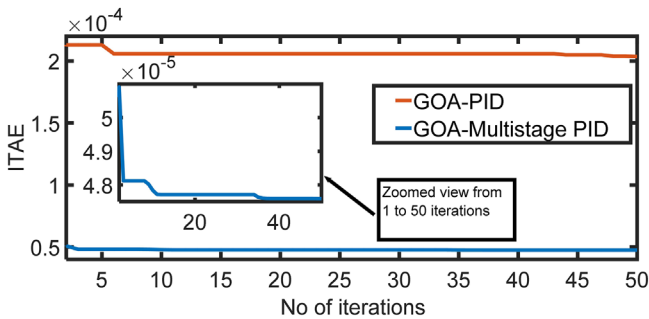 ×10⁻⁴
2
1.5
1
0.5
ITAE
×10⁻⁵
5
4.9
4.8
20 40
GOA-PID
GOA-Multistage PID
Zoomed view from
1 to 50 iterations
5 10 15 20 25 30 35 40 45 50
No of iterations